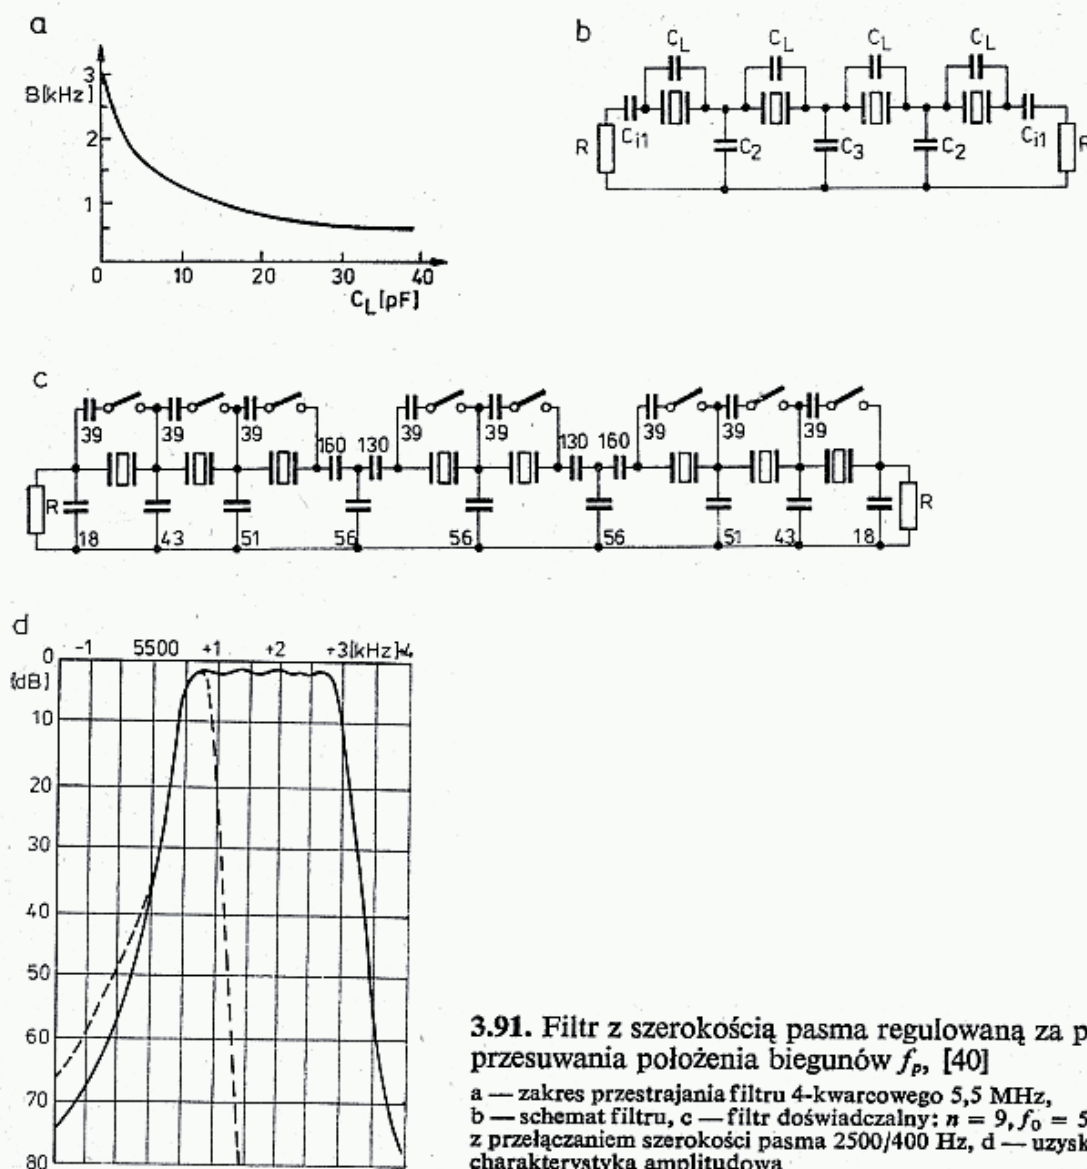 a
3
B[kHz]
2
1
0 10 20 30 40
C_L [pF]
b
C_L C_L C_L C_L
R C_i1 C_2 C_3 C_2 C_i1 R
c
39 39 39 39 39 39 39 39
160 130 130 160
R 18 43 51 56 56 56 51 43 18 R
d
-1 5500 +1 +2 +3[kHz]+4
0
[dB]
10
20
30
40
50
60
70
80
3.91. Filtr z szerokością pasma regulowaną za p
przesuwania położenia biegunów f_p, [40]
a — zakres przestrajania filtru 4-kwarcowego 5,5 MHz,
b — schemat filtru, c — filtr doświadczalny: n = 9, f_0 = 5
z przełączaniem szerokości pasma 2500/400 Hz, d — uzysk
charakterystyka amplitudowa